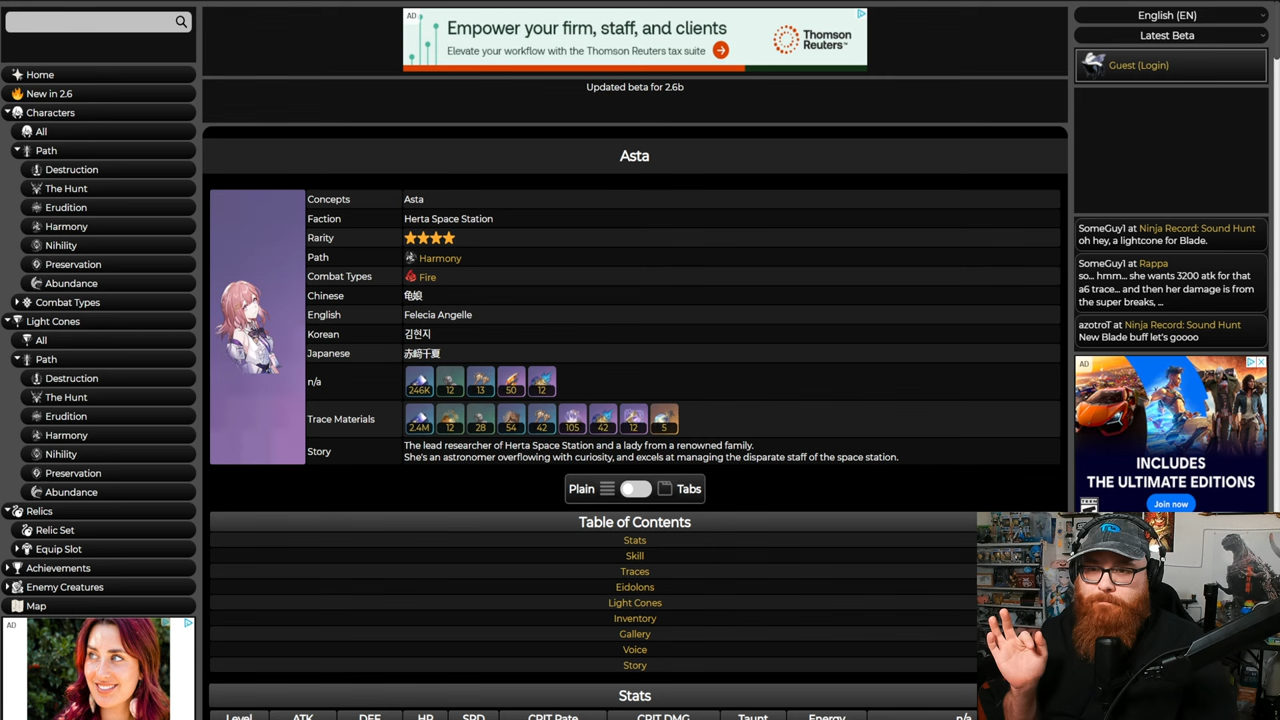 Home
New in 2.6
Characters
All
Path
Destruction
The Hunt
Erudition
Harmony
Nihility
Preservation
Abundance
Combat Types
Light Cones
All
Path
Destruction
The Hunt
Erudition
Harmony
Nihility
Preservation
Abundance
Relics
Relic Set
Equip Slot
Achievements
Enemy Creatures
Map
AD
AD
Empower your firm, staff, and clients
Elevate your workflow with the Thomson Reuters tax suite
Thomson
Reuters™
Updated beta for 2.6b
Asta
Concepts Asta
Faction Herta Space Station
Rarity
Path Harmony
Combat Types Fire
Chinese 龟娘
English Felecia Angelle
Korean 김현지
Japanese 赤﨑千夏
n/a 246K 12 13 50 12
Trace Materials 2.4M 12 28 54 42 105 42 12 5
Story The lead researcher of Herta Space Station and a lady from a renowned family.
She's an astronomer overflowing with curiosity, and excels at managing the disparate staff of the space station.
Plain Tabs
Table of Contents
Stats
Skill
Traces
Eidolons
Light Cones
Inventory
Gallery
Voice
Story
Stats
Level ATK DEF HP SPD CRIT Rate CRIT DMG Taunt Energy n/a
English (EN)
Latest Beta
Guest (Login)
SomeGuy1 at Ninja Record: Sound Hunt
oh hey, a lightcone for Blade.
SomeGuy1 at Rappa
so... hmm... she wants 3200 atk for that
a6 trace... and then her damage is from
the super breaks, ...
azotroT at Ninja Record: Sound Hunt
New Blade buff let's goooo
AD
INCLUDES
THE ULTIMATE EDITIONS
Join now